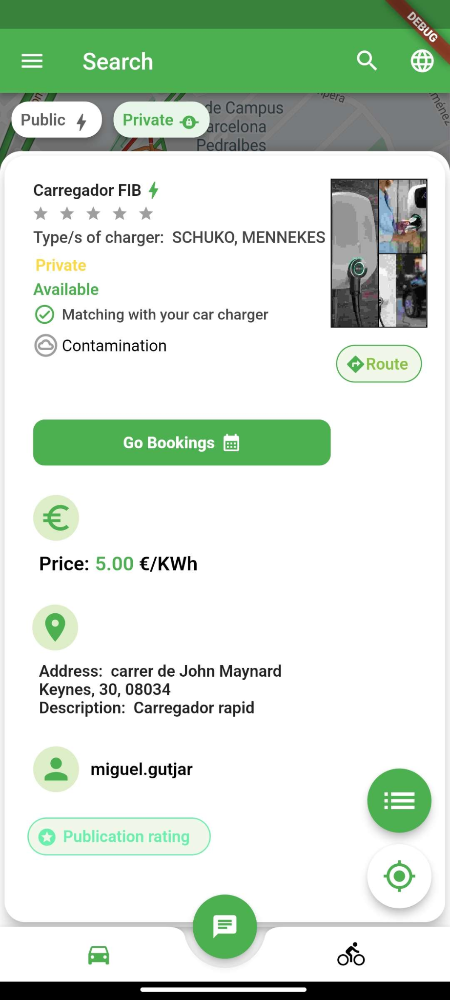 DEBUG
Search
Public
Private
de Campus
arcelona
Pedralbes
Carregador FIB
Type/s of charger: SCHUKO, MENNEKES
Private
Available
Matching with your car charger
Contamination
Route
Go Bookings
Price: 5.00 €/KWh
Address: carrer de John Maynard
Keynes, 30, 08034
Description: Carregador rapid
miguel.gutjar
Publication rating